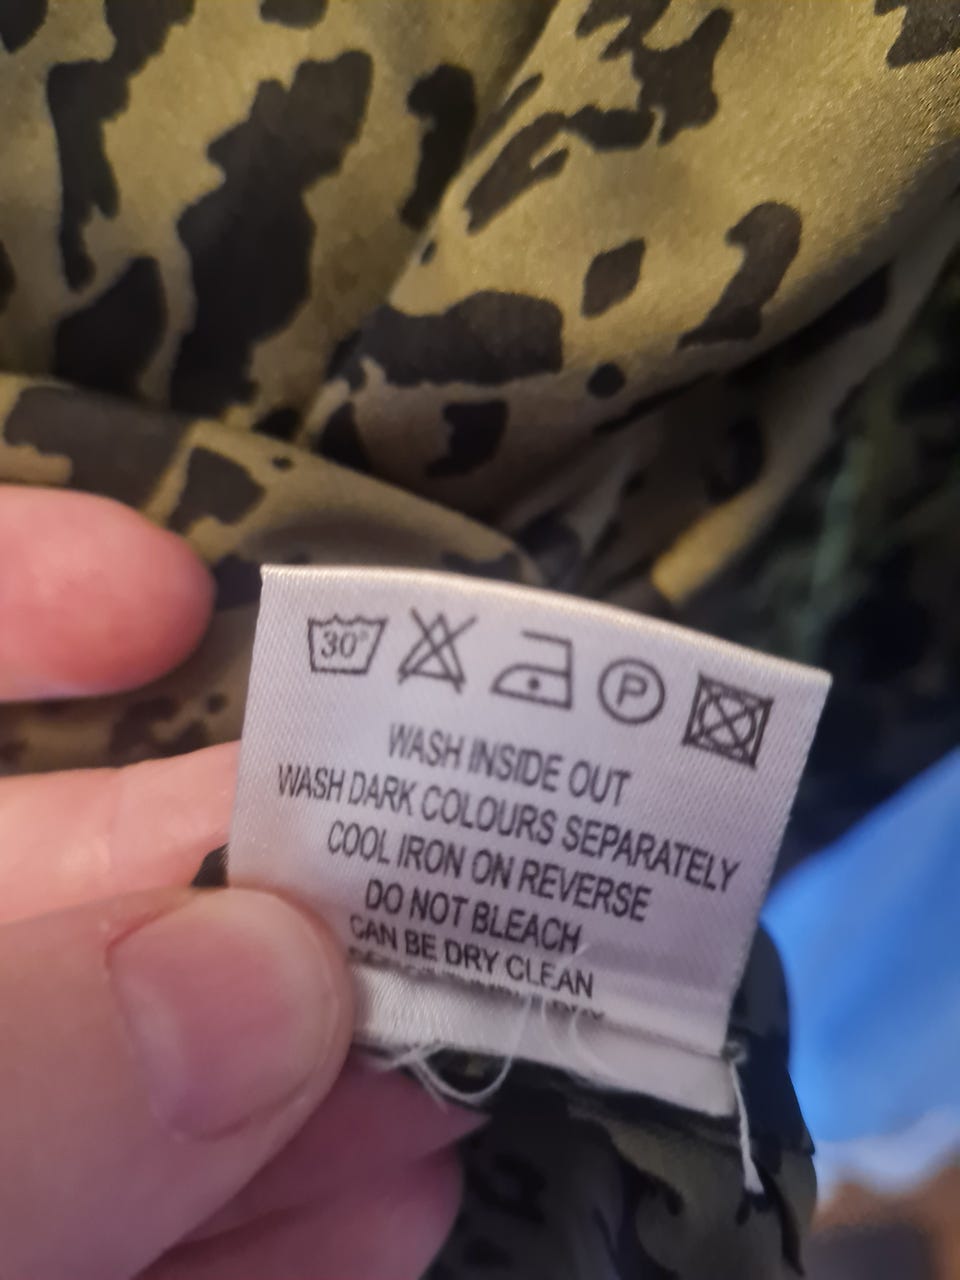 30°
P
WASH INSIDE OUT
WASH DARK COLOURS SEPARATELY
COOL IRON ON REVERSE
DO NOT BLEACH
CAN BE DRY CLEAN